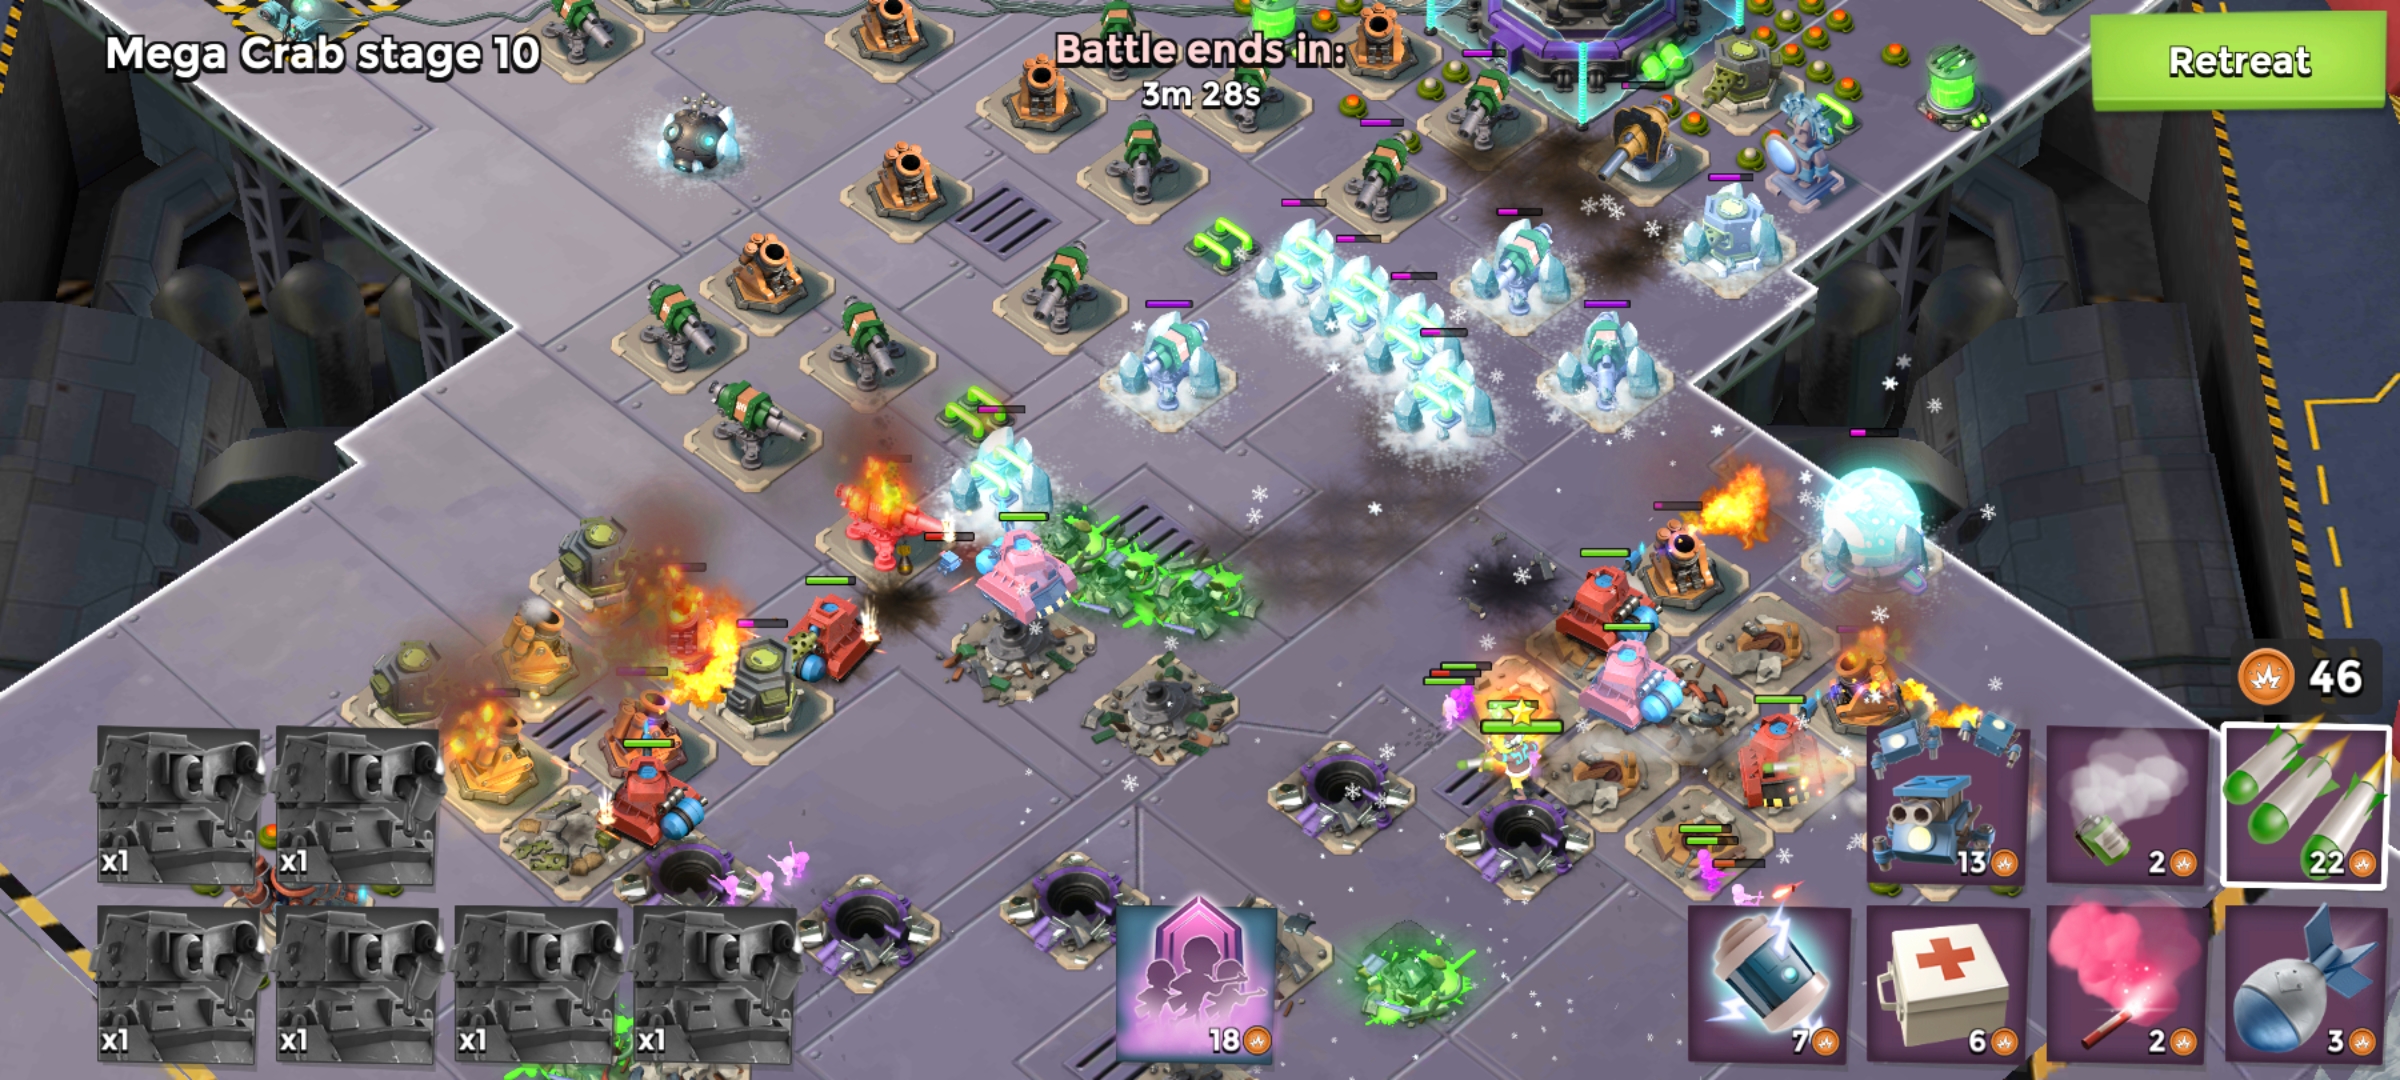 Mega Crab stage 10
Battle ends in:
3m 28s
Retreat
46
x1
x1
13
2
22
x1
x1
x1
x1
18
7
6
2
3